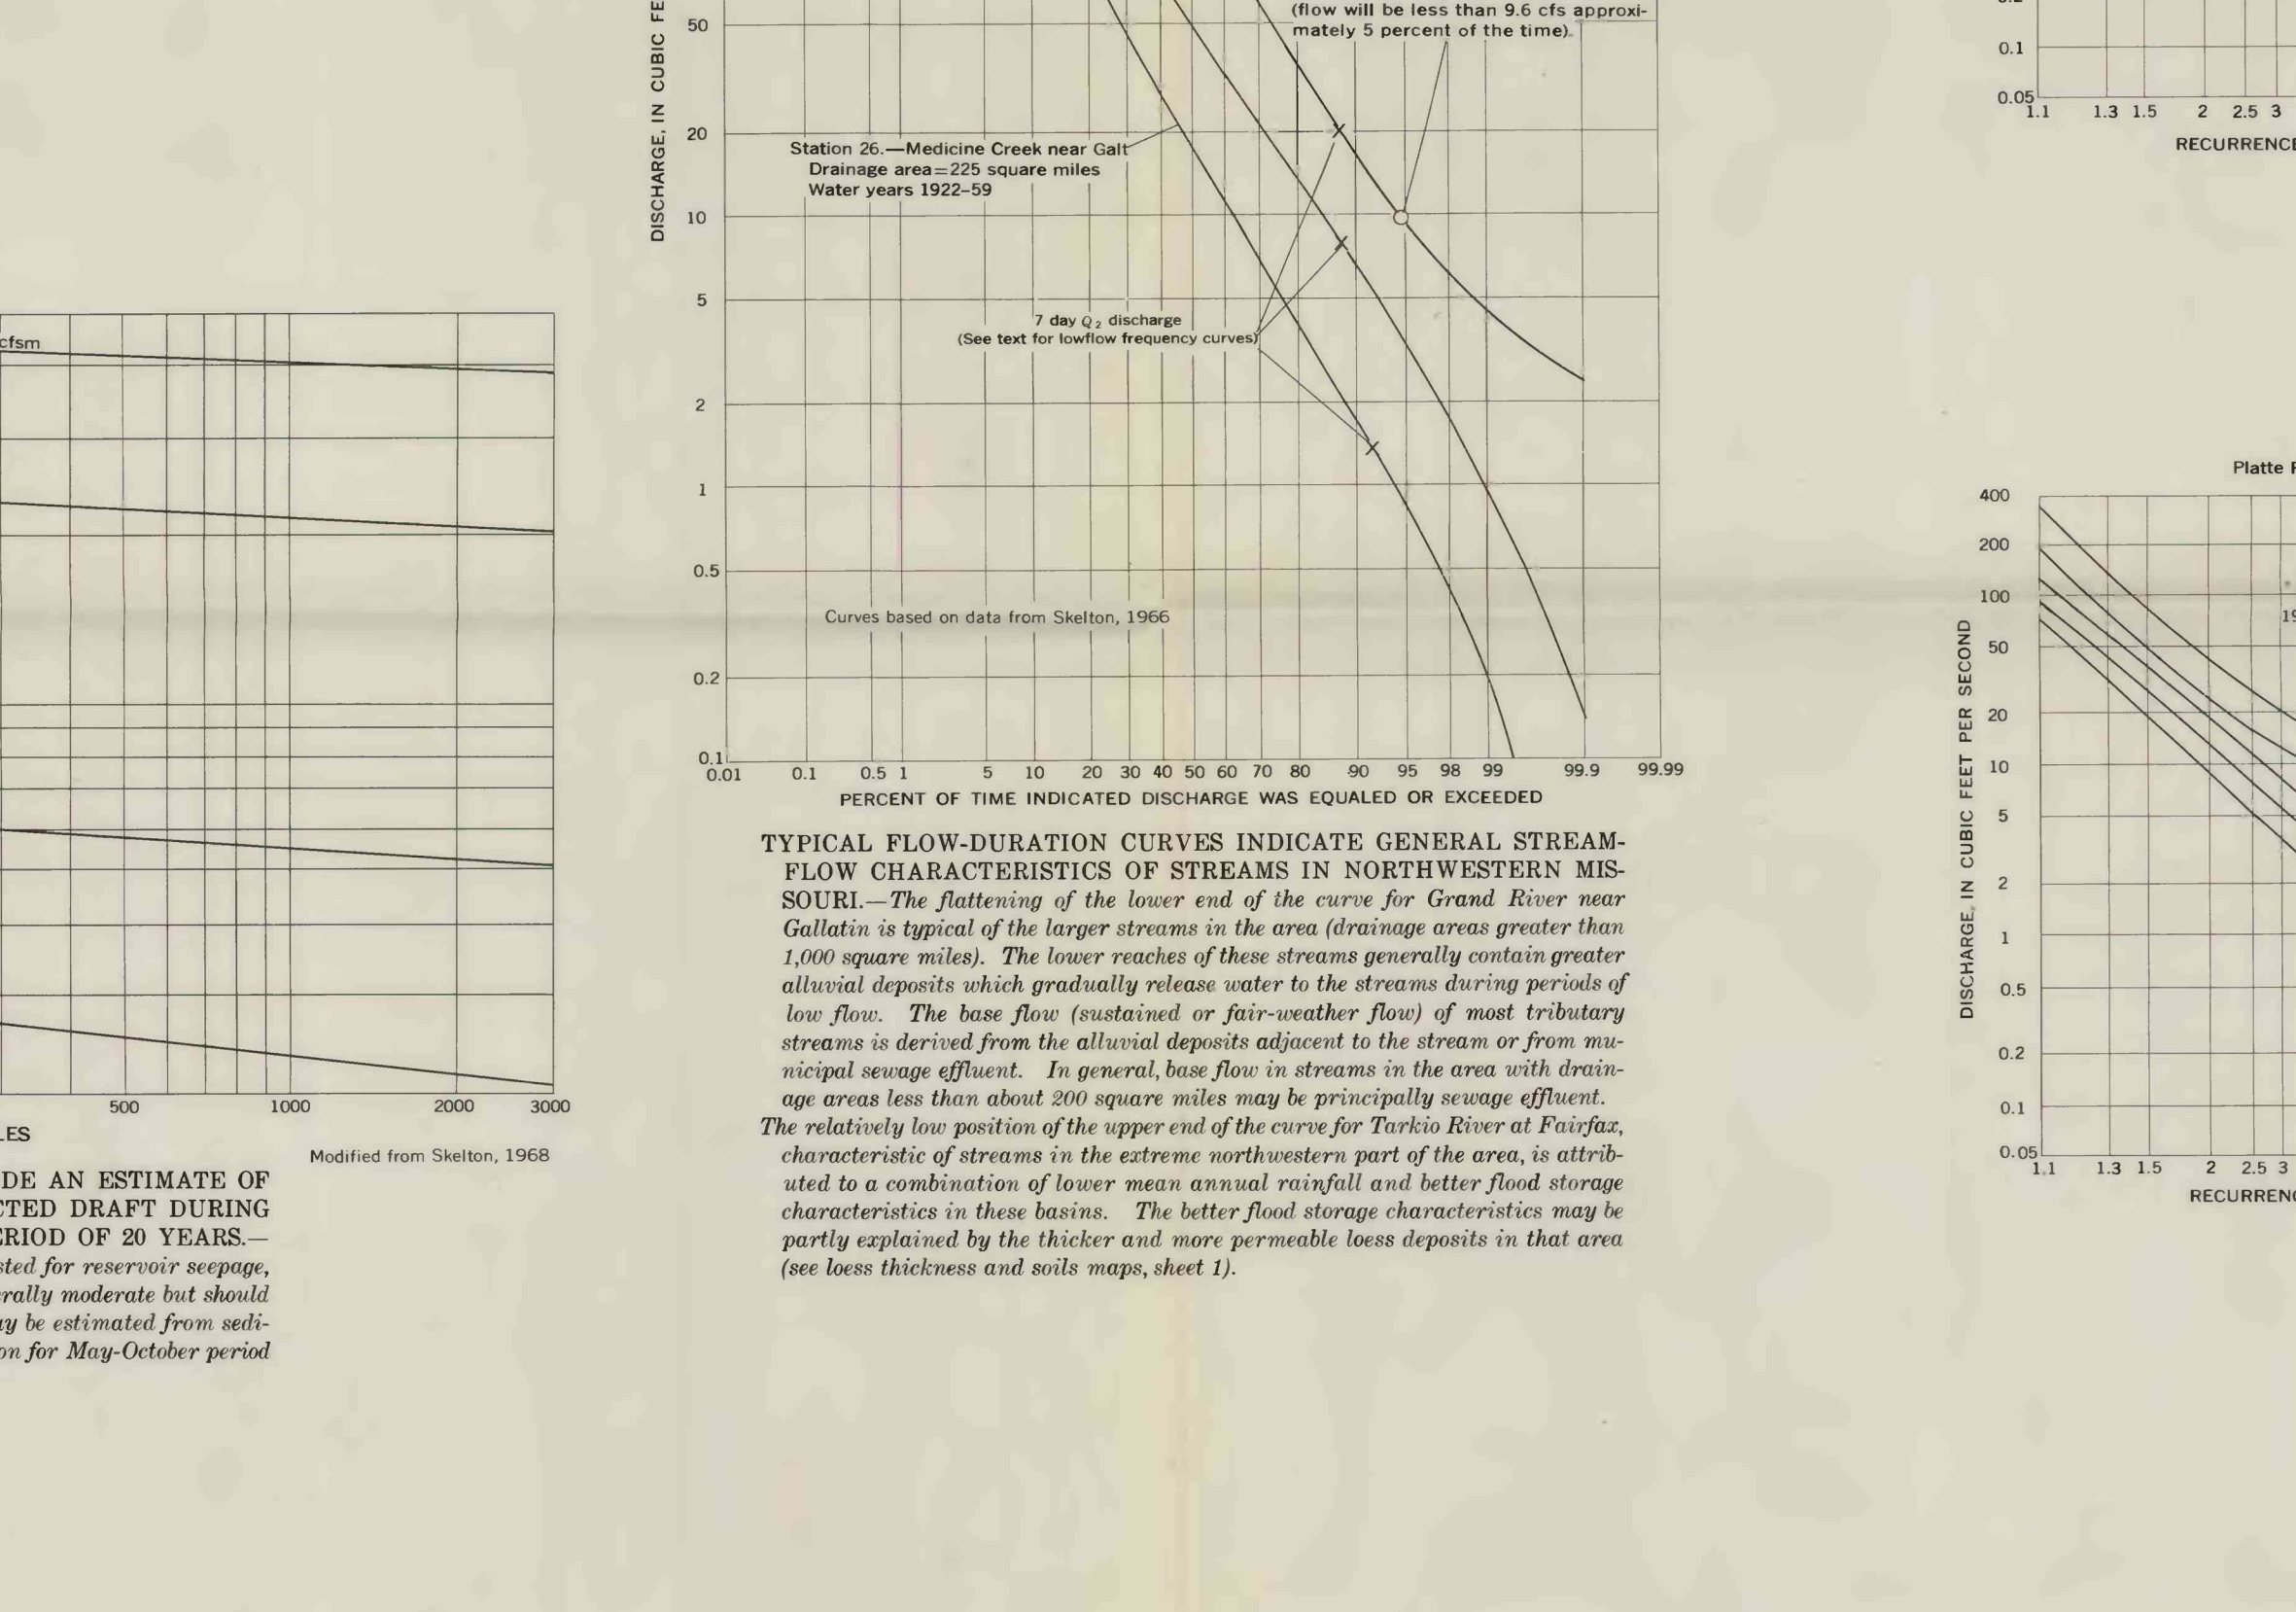 cfsm
500 1000 2000 3000
Modified from Skelton, 1968
DE AN ESTIMATE OF
DRAFT DURING
OF 20 YEARS.—
for reservoir seepage,
moderate but should
be estimated from sedi-
for May-October period
DISCHARGE, IN CUBIC
50
20
10
5
2
1
0.5
0.2
0.1
(flow will be less than 9.6 cfs approxi-
mately 5 percent of the time)
Station 26.—Medicine Creek near Galt
Drainage area=225 square miles
Water years 1922–59
7 day Q2 discharge
(See text for lowflow frequency curves)
Curves based on data from Skelton, 1966
0.01 0.1 0.5 1 5 10 20 30 40 50 60 70 80 90 95 98 99 99.9 99.99
PERCENT OF TIME INDICATED DISCHARGE WAS EQUALED OR EXCEEDED
TYPICAL FLOW-DURATION CURVES INDICATE GENERAL STREAM-
FLOW CHARACTERISTICS OF STREAMS IN NORTHWESTERN MIS-
SOURI.—The flattening of the lower end of the curve for Grand River near
Gallatin is typical of the larger streams in the area (drainage areas greater than
1,000 square miles). The lower reaches of these streams generally contain greater
alluvial deposits which gradually release water to the streams during periods of
low flow. The base flow (sustained or fair-weather flow) of most tributary
streams is derived from the alluvial deposits adjacent to the stream or from mu-
nicipal sewage effluent. In general, base flow in streams in the area with drain-
age areas less than about 200 square miles may be principally sewage effluent.
The relatively low position of the upper end of the curve for Tarkio River at Fairfax,
characteristic of streams in the extreme northwestern part of the area, is attrib-
uted to a combination of lower mean annual rainfall and better flood storage
characteristics in these basins. The better flood storage characteristics may be
partly explained by the thicker and more permeable loess deposits in that area
(see loess thickness and soils maps, sheet 1).
0.1
0.05
1.1 1.3 1.5 2 2.5 3
RECURRENCE
Platte
DISCHARGE, IN CUBIC FEET PER SECOND
400
200
100
50
20
10
5
2
1
0.5
0.2
0.1
0.05
1.1 1.3 1.5 2 2.5 3